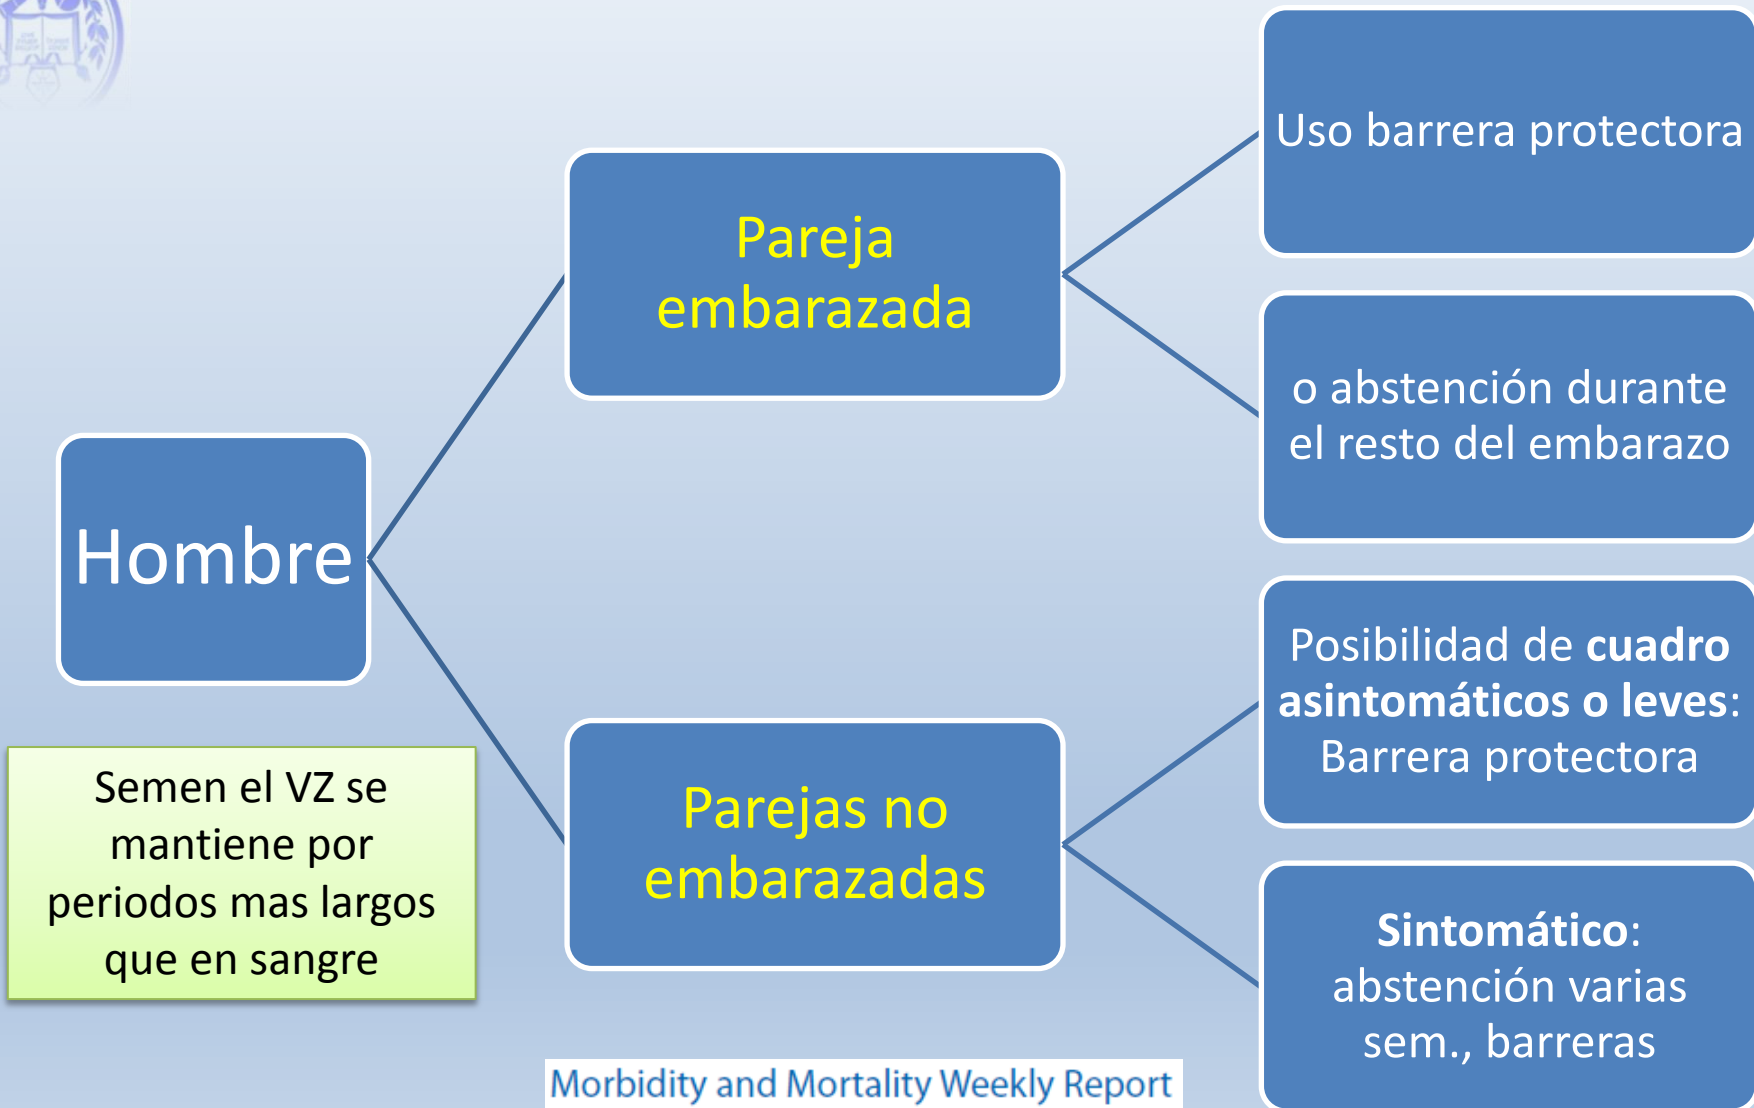 Hombre
Pareja
embarazada
Uso barrera protectora
o abstención durante
el resto del embarazo
Parejas no
embarazadas
Posibilidad de cuadro
asintomáticos o leves:
Barrera protectora
Sintomático:
abstención varias
sem., barreras
Semen el VZ se
mantiene por
periodos mas largos
que en sangre
Morbidity and Mortality Weekly Report